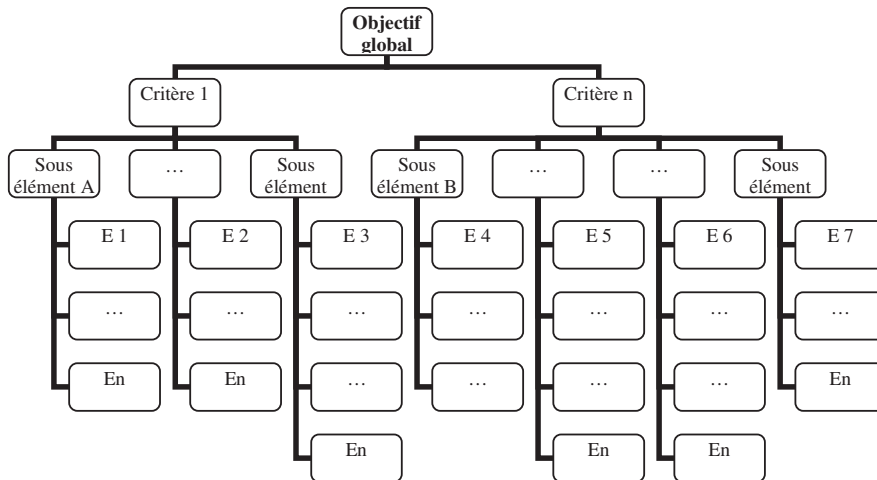 Objectif
global
Critère 1
Critère n
Sous
élément A
…
Sous
élément
Sous
élément B
…
…
Sous
élément
E 1
E 2
E 3
E 4
E 5
E 6
E 7
…
…
…
…
…
…
…
En
En
…
…
…
…
En
En
En
En